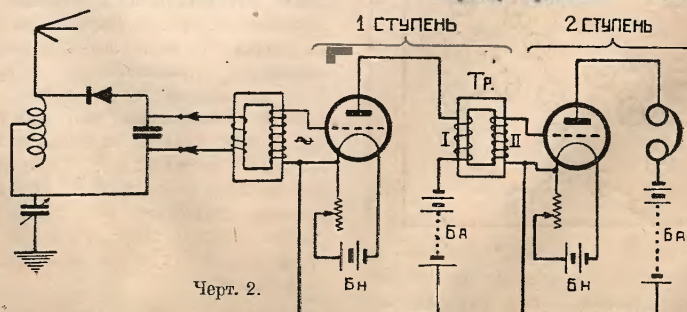 1 СТУПЕНЬ
2 СТУПЕНЬ
Тр.
~
I
II
БА
БА
БН
БН
Черт. 2.